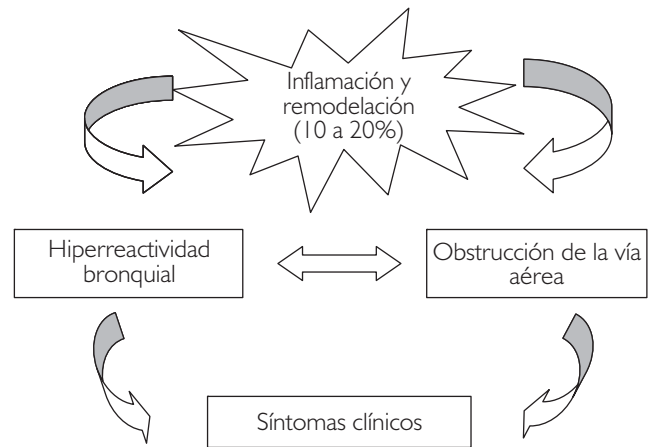 Inflamación y
remodelación
(10 a 20%)
Hiperreactividad
bronquial
Obstrucción de la vía
aérea
Síntomas clínicos